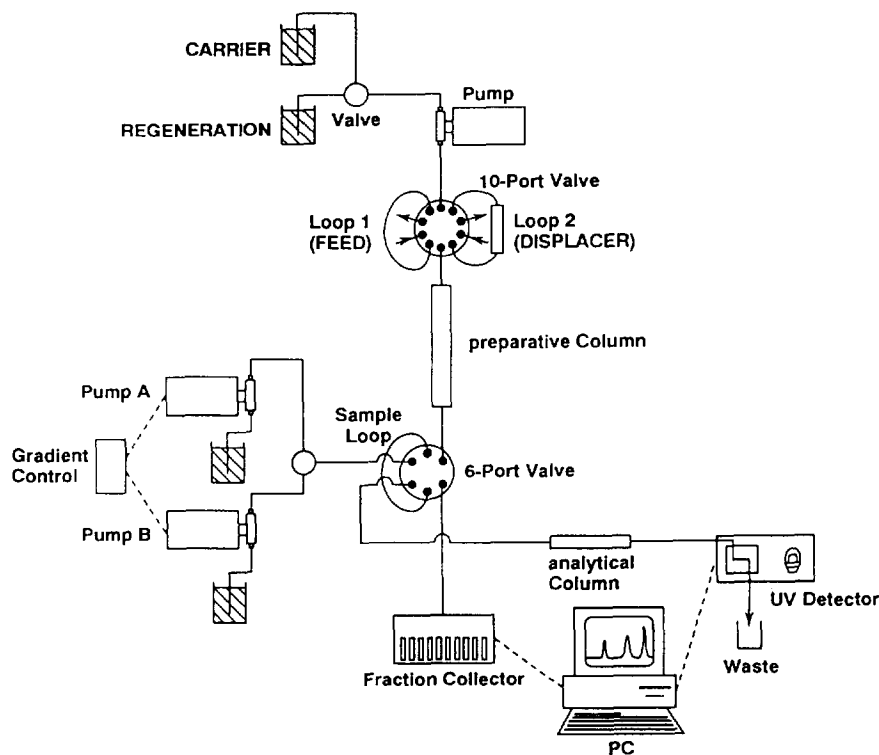 CARRIER
REGENERATION
Valve
Pump
10-Port Valve
Loop 1
(FEED)
Loop 2
(DISPLACER)
preparative Column
Pump A
Sample
Loop
Gradient
Control
6-Port Valve
Pump B
analytical
Column
UV Detector
Waste
Fraction Collector
PC